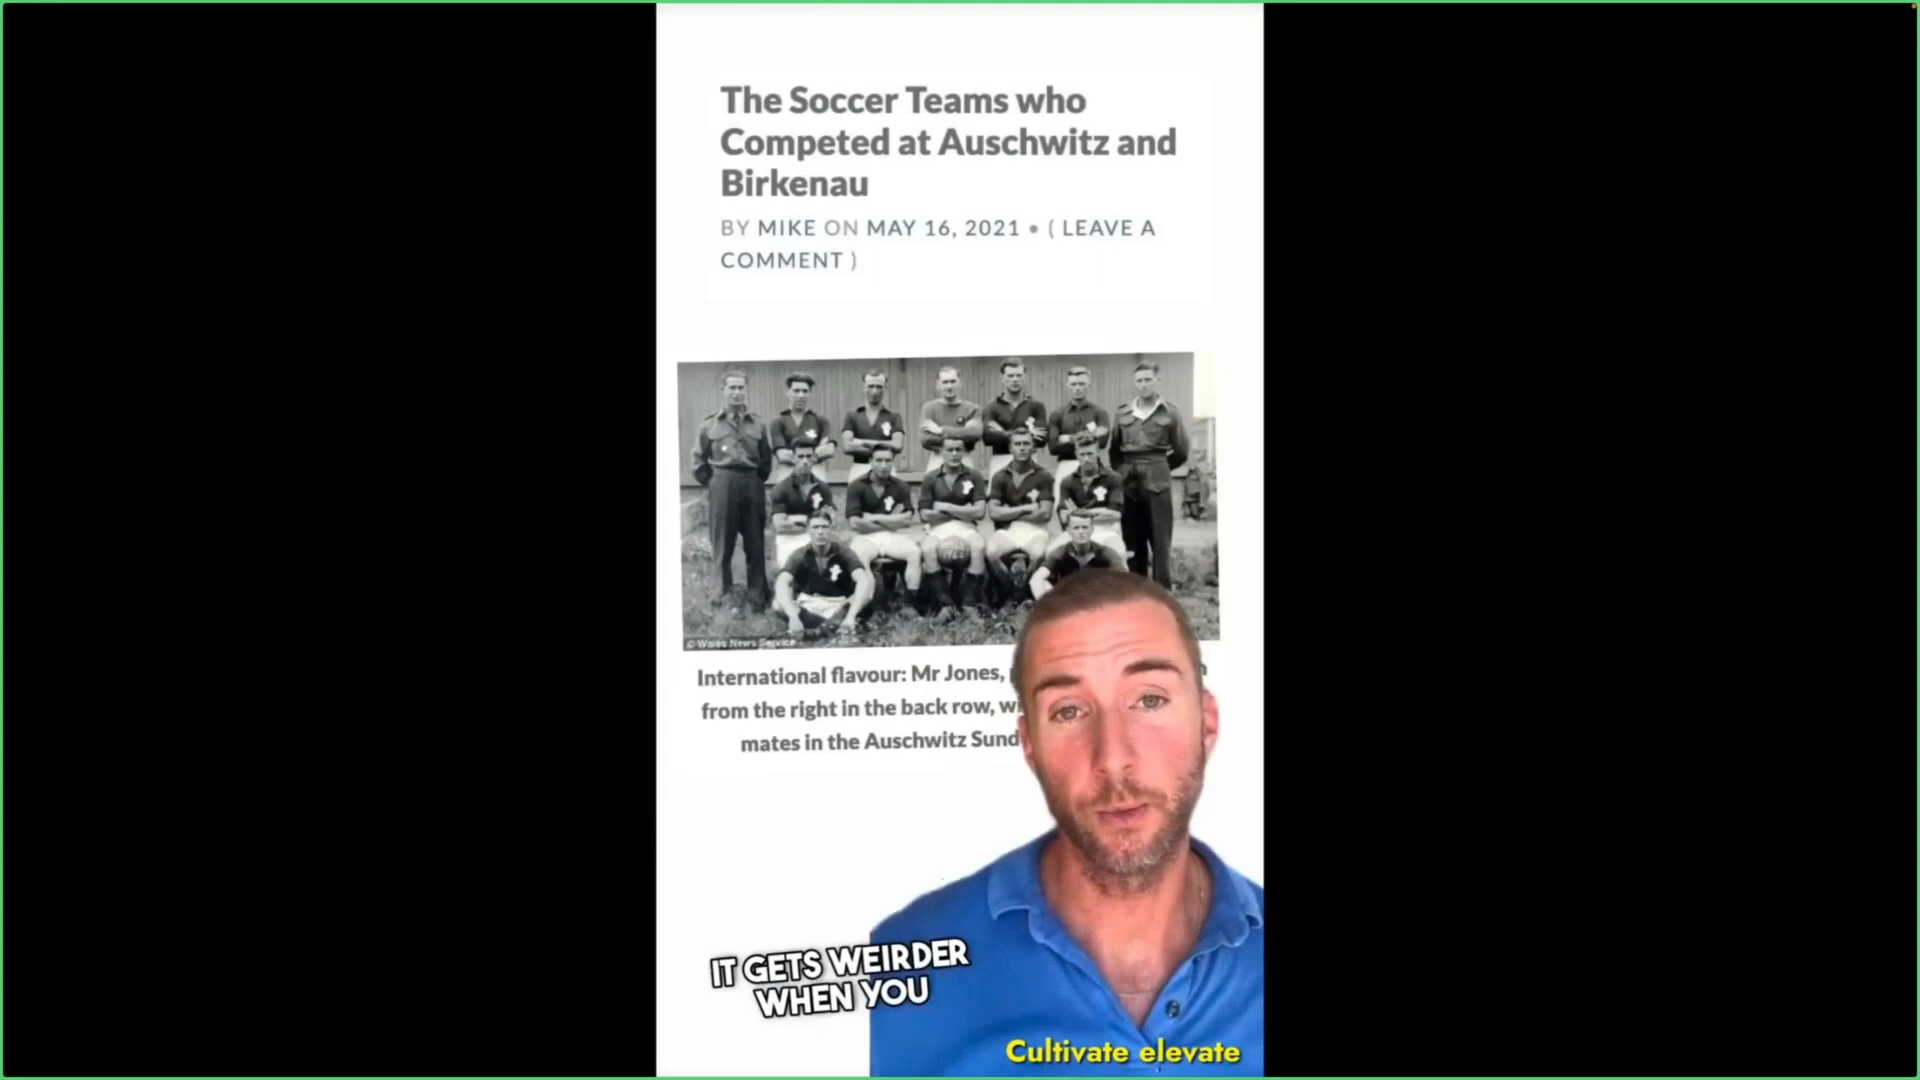 The Soccer Teams who
Competed at Auschwitz and
Birkenau
BY MIKE ON MAY 16, 2021 • ( LEAVE A
COMMENT )
© Wales News Service
International flavour: Mr Jones,
from the right in the back row,
mates in the Auschwitz
IT GETS WEIRDER
WHEN YOU
Cultivate elevate